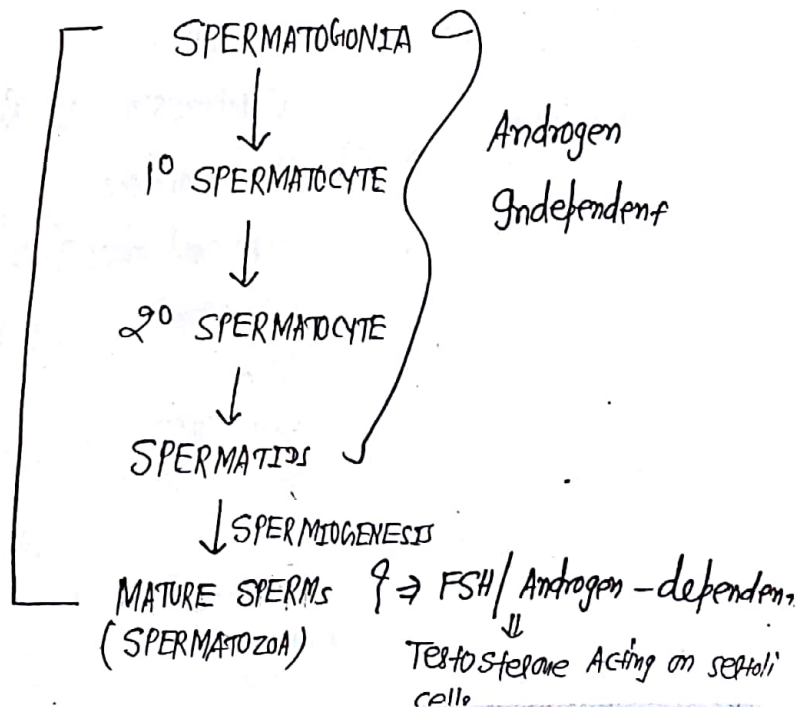 SPERMATOGONIA
Androgen
Independent
1° SPERMATOCYTE
2° SPERMATOCYTE
SPERMATIDS
SPERMIOGENESIS
MATURE SPERMs } ⇒ FSH/ Androgen - dependen
(SPERMATOZOA)
⇓
Testosterone Acting on sertoli
cells